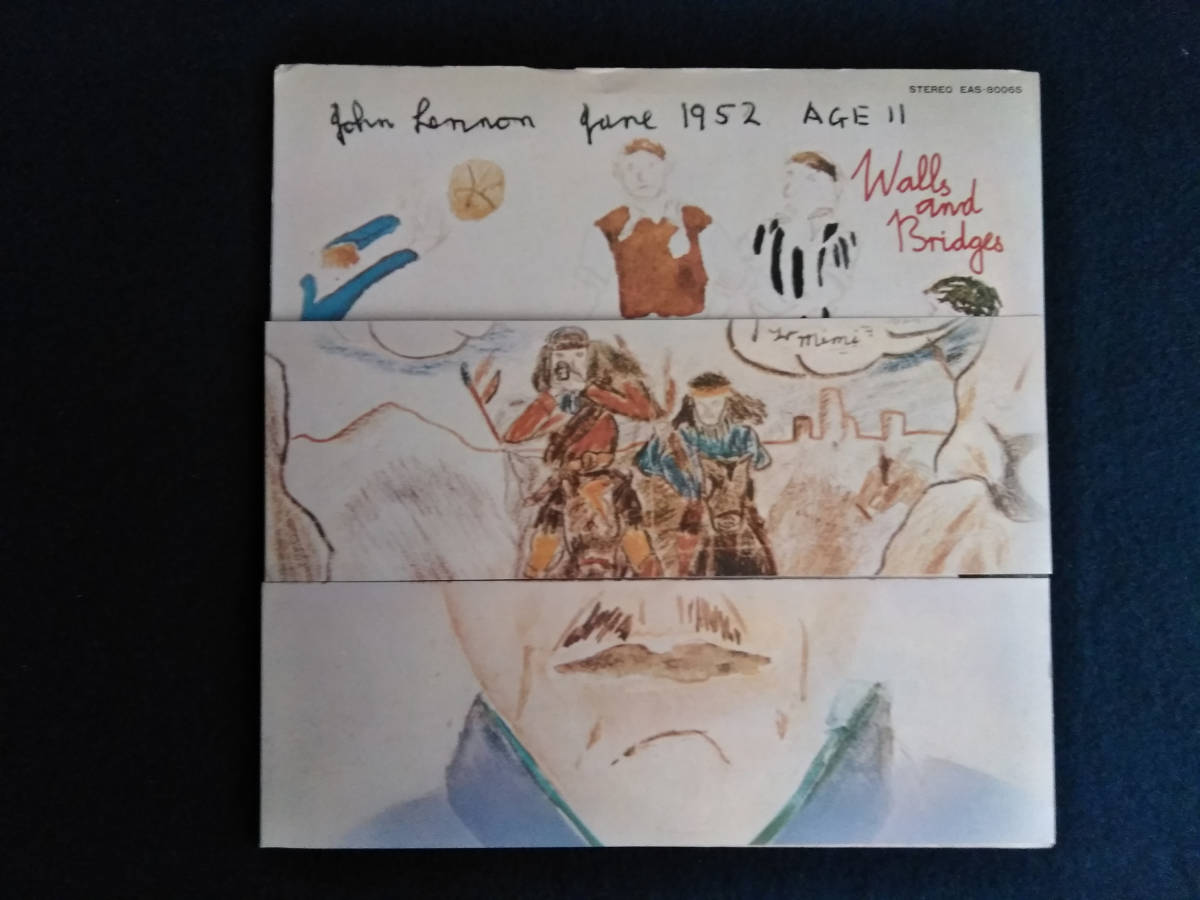 STEREO EAS-80065
John Lennon June 1952 AGE 11
Walls
and
Bridges
mimi